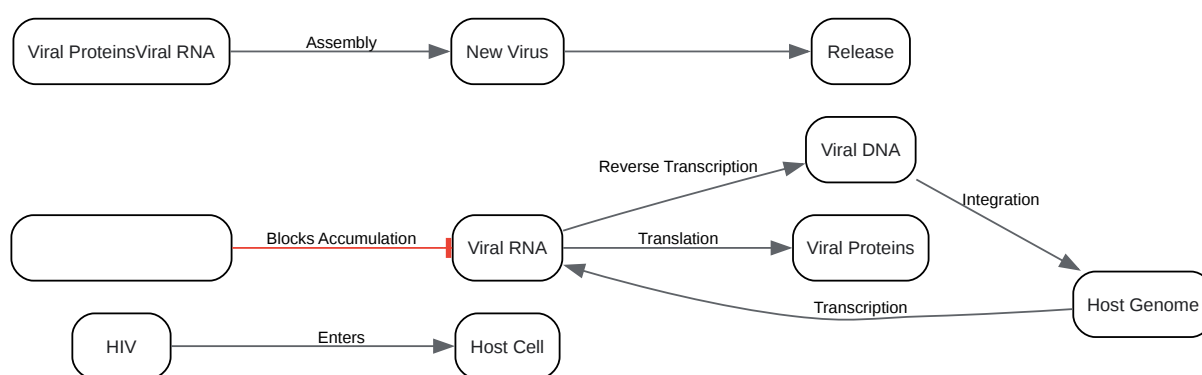 Viral ProteinsViral RNA
Assembly
New Virus
Release
Viral DNA
Reverse Transcription
Integration
Blocks Accumulation
Viral RNA
Translation
Viral Proteins
Transcription
Host Genome
HIV
Enters
Host Cell